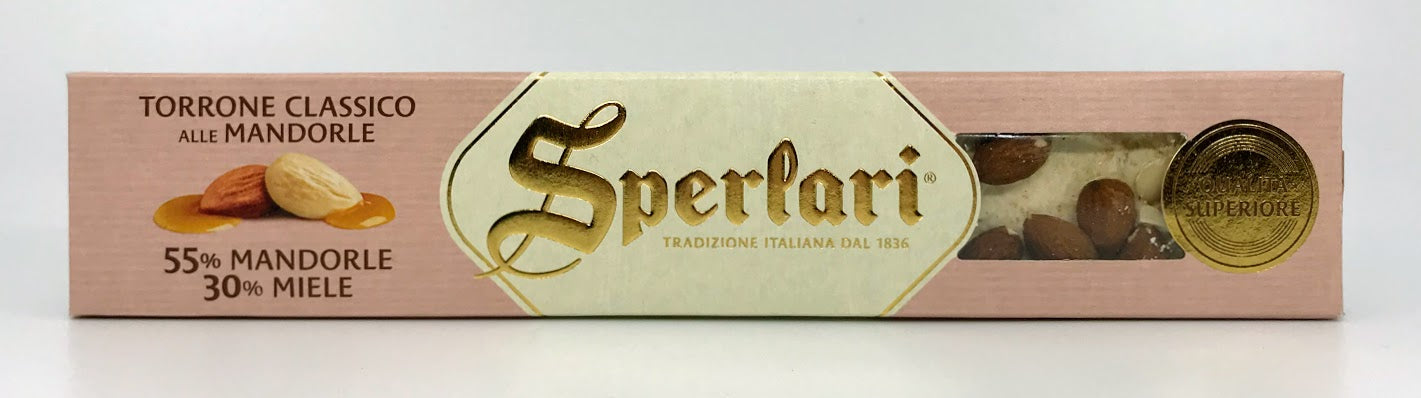 TORRONE CLASSICO
ALLE MANDORLE
55% MANDORLE
30% MIELE
Sperlari®
TRADIZIONE ITALIANA DAL 1836
QUALITÀ
SUPERIORE